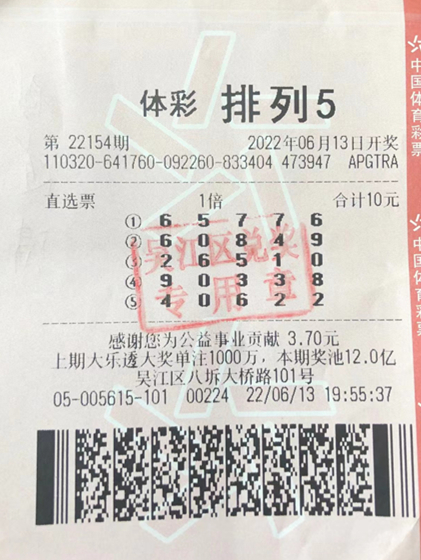 体彩 排列5
第 22154期 2022年06月13日开奖
110320-641760-092260-833404 473947 APGTRA
直选票 1倍 合计10元
① 6 5 7 7 6
② 6 0 8 4 9
③ 2 6 5 1 0
④ 9 0 3 3 8
⑤ 4 0 6 2 2
吴江区兑奖
专用章
感谢您为公益事业贡献 3.70元
上期大乐透大奖单注1000万，本期奖池12.0亿
吴江区八坼大桥路101号
05-005615-101 00224 22/06/13 19:55:37
中国体育彩票
中国体育彩票